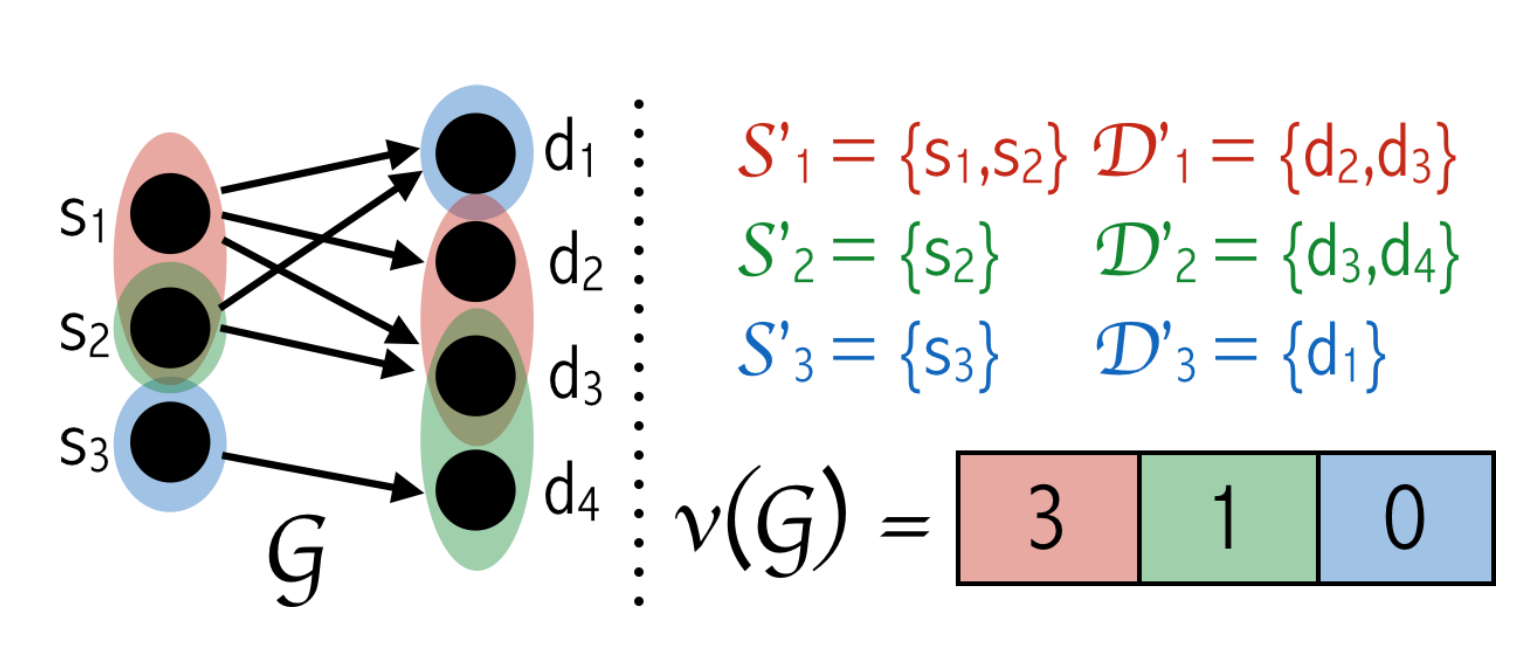 s₁
s₂
s₃
d₁
d₂
d₃
d₄
𝒢
𝒮'₁ = {s₁,s₂} 𝒟'₁ = {d₂,d₃}
𝒮'₂ = {s₂} 𝒟'₂ = {d₃,d₄}
𝒮'₃ = {s₃} 𝒟'₃ = {d₁}
ν(𝒢) = 3 1 0